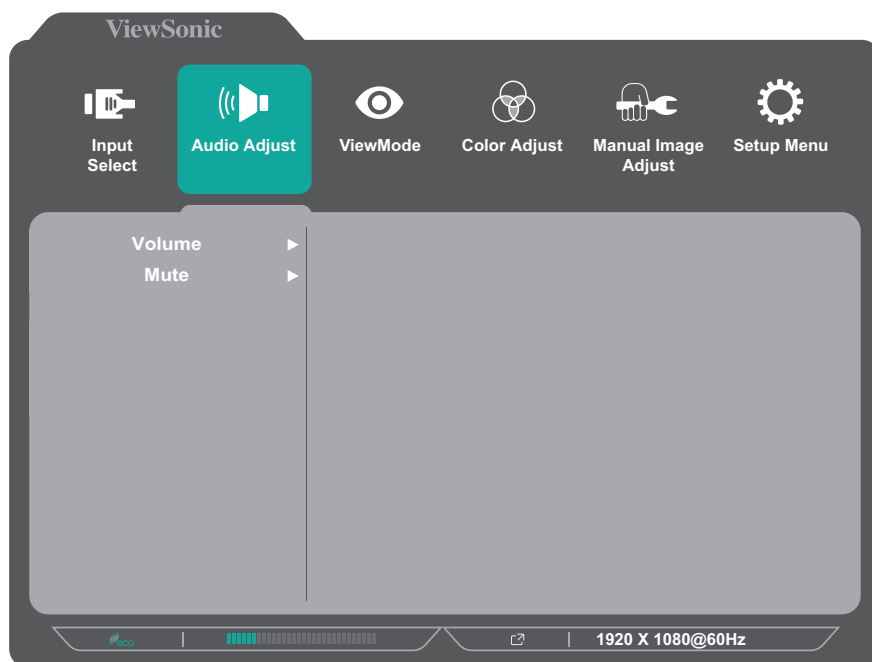 ViewSonic
Input
Select
Audio Adjust
ViewMode
Color Adjust
Manual Image
Adjust
Setup Menu
Volume
Mute
eco
1920 X 1080@60Hz